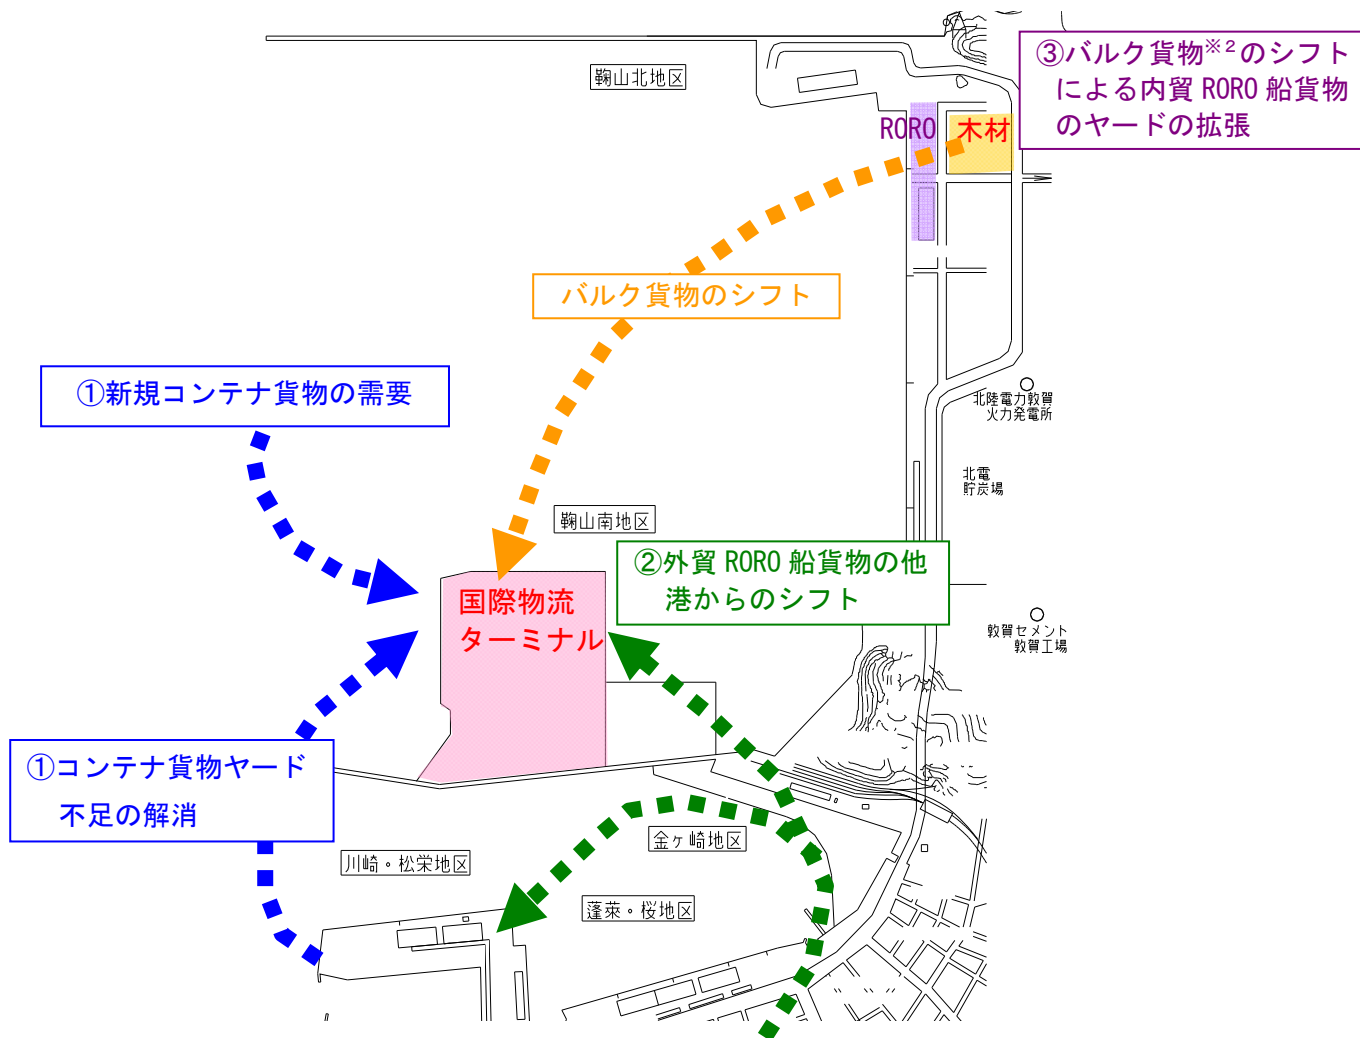 鞠山北地区
③バルク貨物※2のシフト
による内貿 RORO 船貨物
のヤードの拡張
RORO
木材
バルク貨物のシフト
①新規コンテナ貨物の需要
北陸電力敦賀
火力発電所
北電
貯炭場
鞠山南地区
②外貿 RORO 船貨物の他
港からのシフト
国際物流
ターミナル
敦賀セメント
敦賀工場
①コンテナ貨物ヤード
不足の解消
金ヶ崎地区
川崎・松栄地区
蓬莱・桜地区